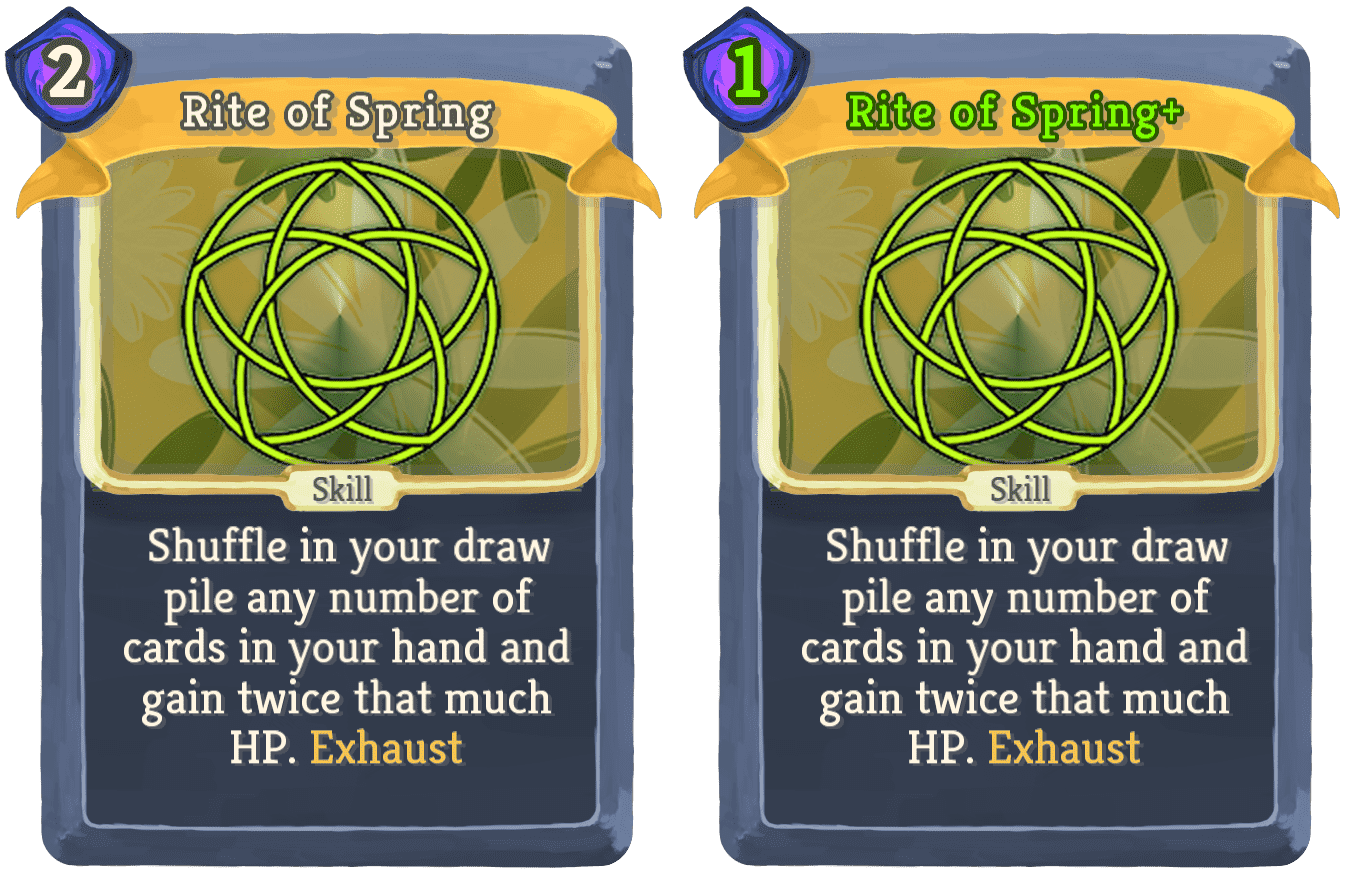 2
Rite of Spring
Skill
Shuffle in your draw
pile any number of
cards in your hand and
gain twice that much
HP. Exhaust
1
Rite of Spring+
Skill
Shuffle in your draw
pile any number of
cards in your hand and
gain twice that much
HP. Exhaust